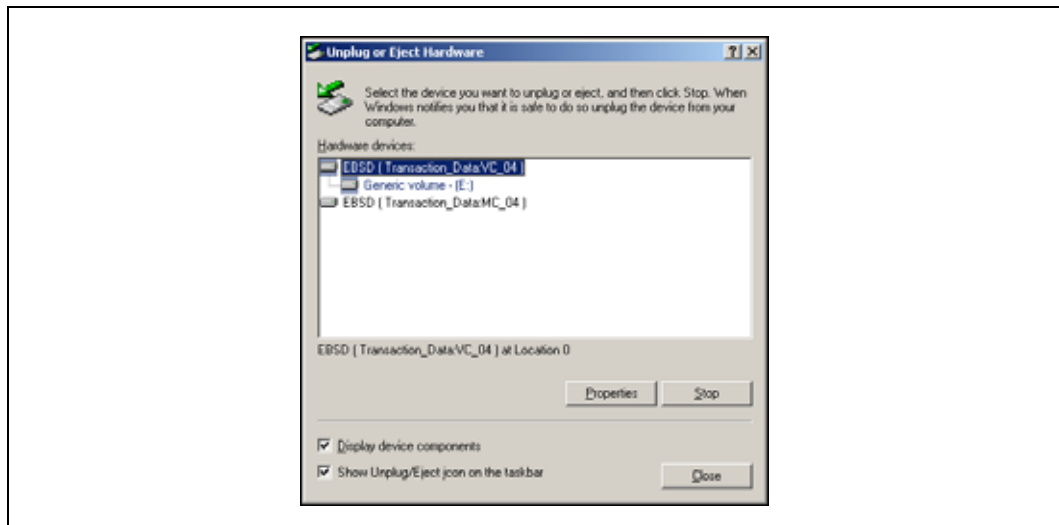 Unplug or Eject Hardware
Select the device you want to unplug or eject, and then click Stop. When
Windows notifies you that it is safe to do so unplug the device from your
computer.
Hardware devices:
EBSD ( Transaction_Data:VC_04 )
Generic volume - (E:)
EBSD ( Transaction_Data:MC_04 )
EBSD ( Transaction_Data:VC_04 ) at Location 0
Properties
Stop
Display device components
Show Unplug/Eject icon on the taskbar
Close